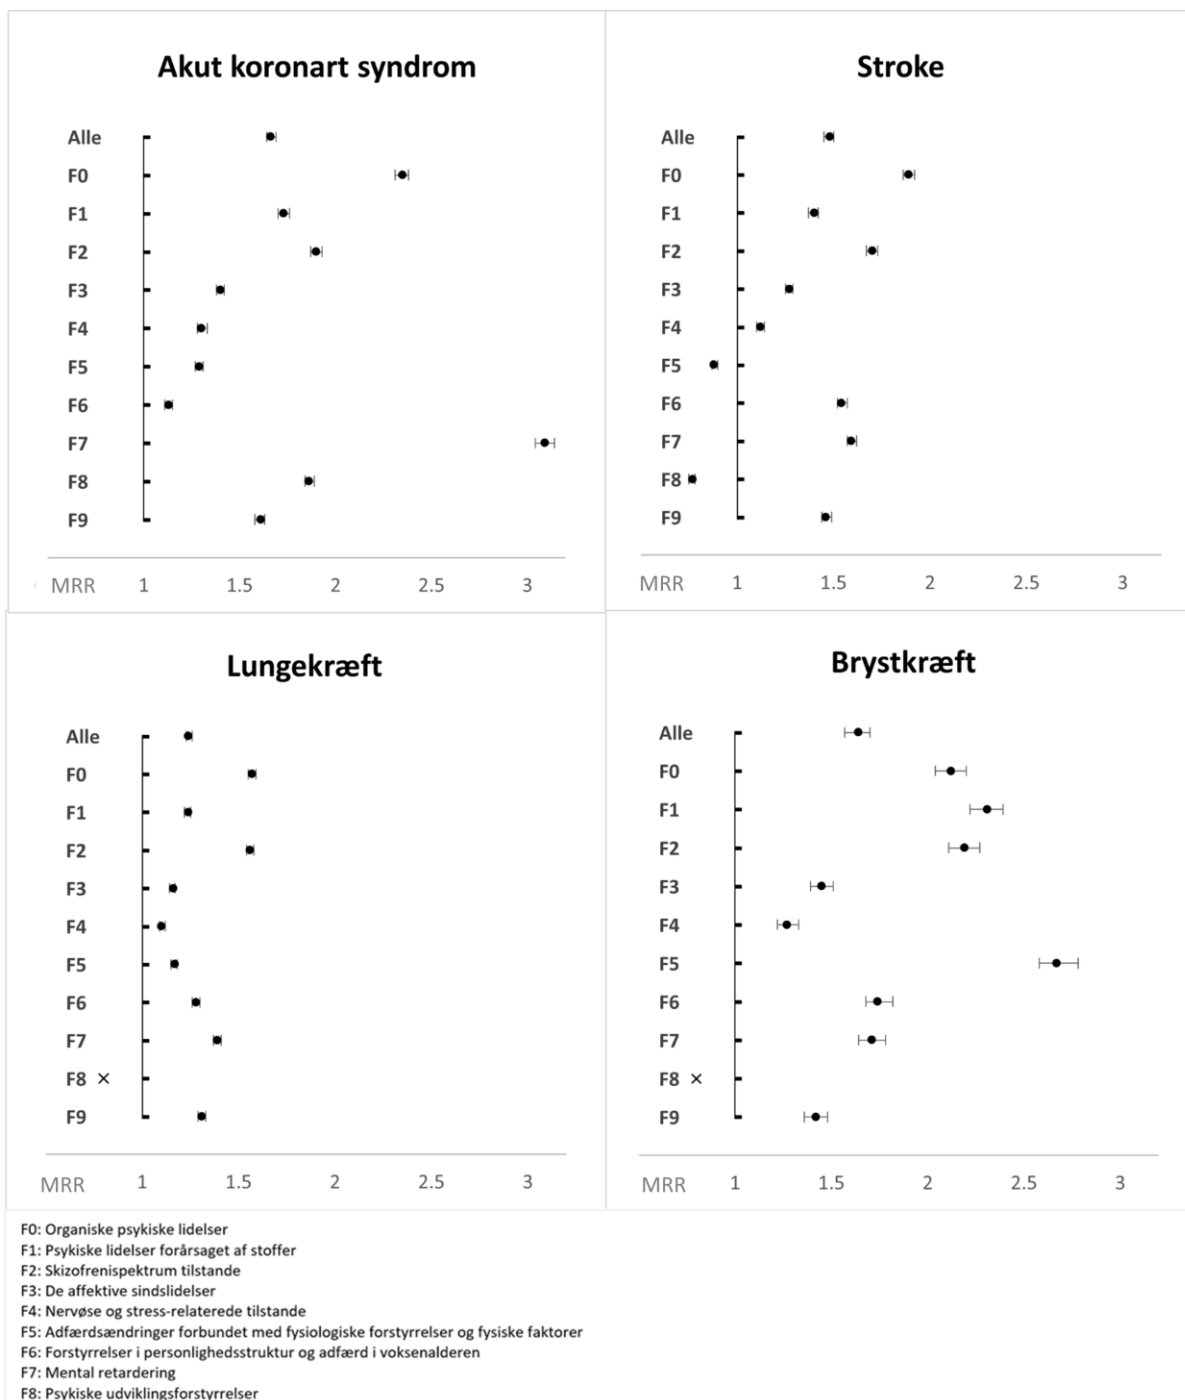 Akut koronart syndrom
Alle
F0
F1
F2
F3
F4
F5
F6
F7
F8
F9
MRR 1 1.5 2 2.5 3
Stroke
Alle
F0
F1
F2
F3
F4
F5
F6
F7
F8
F9
MRR 1 1.5 2 2.5 3
Lungekræft
Alle
F0
F1
F2
F3
F4
F5
F6
F7
F8 ×
F9
MRR 1 1.5 2 2.5 3
Brystkræft
Alle
F0
F1
F2
F3
F4
F5
F6
F7
F8 ×
F9
MRR 1 1.5 2 2.5 3
F0: Organiske psykiske lidelser
F1: Psykiske lidelser forårsaget af stoffer
F2: Skizofrenispektrum tilstande
F3: De affektive sindslidelser
F4: Nervøse og stress-relaterede tilstande
F5: Adfærdsændringer forbundet med fysiologiske forstyrrelser og fysiske faktorer
F6: Forstyrrelser i personlighedsstruktur og adfærd i voksenalderen
F7: Mental retardering
F8: Psykiske udviklingsforstyrrelser